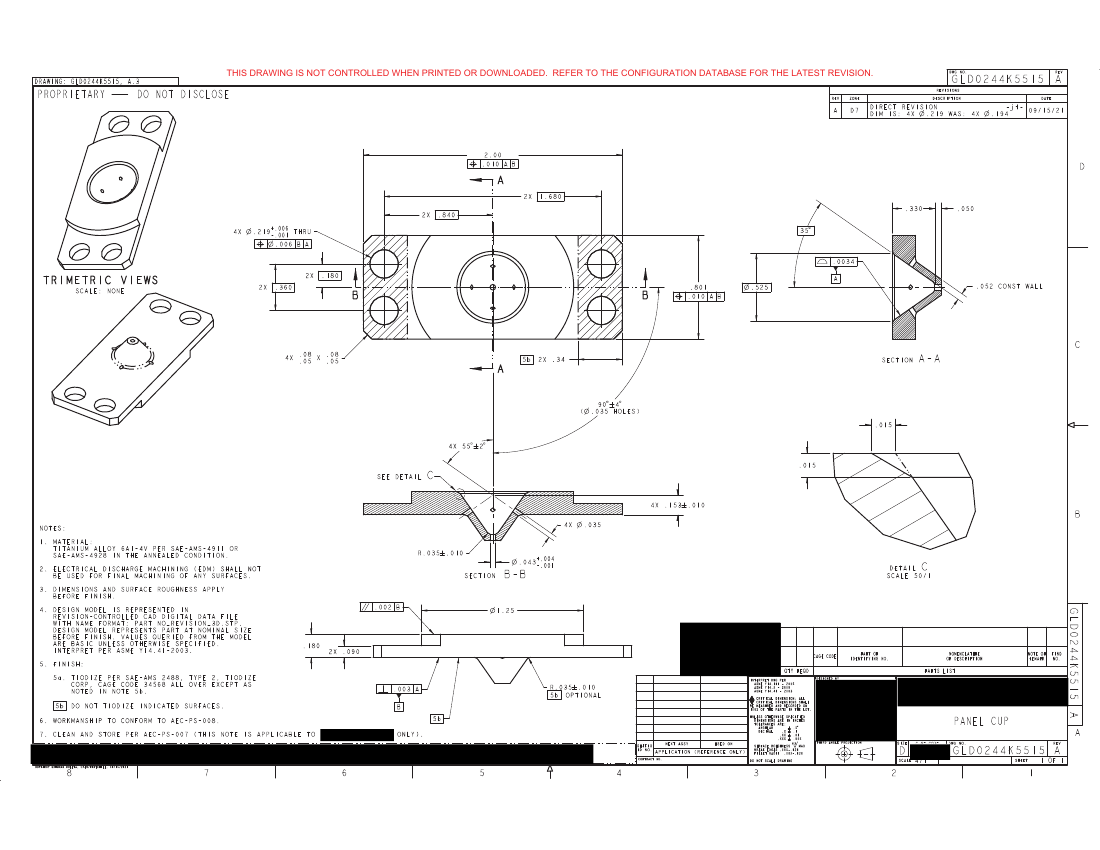 THIS DRAWING IS NOT CONTROLLED WHEN PRINTED OR DOWNLOADED. REFER TO THE CONFIGURATION DATABASE FOR THE LATEST REVISION.
DRAWING: GLD0244K5515, A.3
PROPRIETARY — DO NOT DISCLOSE
DWG NO. GLD0244K5515 REV A
REVISIONS
REV ZONE DESCRIPTION DATE
A D7 DIRECT REVISION -j4- 09/15/21
DIM IS: 4X Ø.219 WAS: 4X Ø.194
D
2.00
⌖ .010 A B
A
2X 1.680
2X .840
4X Ø.219 +.006 -.001 THRU
⌖ Ø.006 B A
2X .180
2X .360
B
B
.801
⌖ .010 A B
4X .08 .05 X .08 .05
5b 2X .34
A
90°±4°
(Ø.035 HOLES)
TRIMETRIC VIEWS
SCALE: NONE
.330
.050
35°
⌓ .0034
A
Ø.525
.052 CONST WALL
SECTION A-A
C
4X 55°±2°
SEE DETAIL C
4X .153±.010
4X Ø.035
R.035±.010
Ø.043 +.004 -.001
SECTION B-B
.015
.015
DETAIL C
SCALE 50/1
B
// .002 B
Ø1.25
.180
2X .090
⊥ .003 A
B
5b
R.035±.010
5b OPTIONAL
NOTES:
1. MATERIAL:
TITANIUM ALLOY 6Al-4V PER SAE-AMS-4911 OR
SAE-AMS-4928 IN THE ANNEALED CONDITION.
2. ELECTRICAL DISCHARGE MACHINING (EDM) SHALL NOT
BE USED FOR FINAL MACHINING OF ANY SURFACES.
3. DIMENSIONS AND SURFACE ROUGHNESS APPLY
BEFORE FINISH.
4. DESIGN MODEL IS REPRESENTED IN
REVISION-CONTROLLED CAD DIGITAL DATA FILE
WITH NAME FORMAT: PART NO_REVISION_3D.STP.
DESIGN MODEL REPRESENTS PART AT NOMINAL SIZE
BEFORE FINISH. VALUES QUERIED FROM THE MODEL
ARE BASIC UNLESS OTHERWISE SPECIFIED.
INTERPRET PER ASME Y14.41-2003.
5. FINISH:
5a. TIODIZE PER SAE-AMS 2488, TYPE 2, TIODIZE
CORP, CAGE CODE 34568 ALL OVER EXCEPT AS
NOTED IN NOTE 5b.
5b DO NOT TIODIZE INDICATED SURFACES.
6. WORKMANSHIP TO CONFORM TO AEC-PS-008.
7. CLEAN AND STORE PER AEC-PS-007 (THIS NOTE IS APPLICABLE TO ONLY).
QTY REQD
CAGE CODE
PART OR IDENTIFYING NO.
NOMENCLATURE OR DESCRIPTION
NOTE OR REMARK
FIND NO.
PARTS LIST
NEXT ASSY USED ON
APPLICATION (REFERENCE ONLY)
CONTRACT NO.
DO NOT SCALE DRAWING
THIRD ANGLE PROJECTION
PANEL CUP
SIZE D
DWG NO. GLD0244K5515 REV A
SCALE 4/1
SHEET 1 OF 1
GLD0244K5515 A
A
8 7 6 5 4 3 2 1